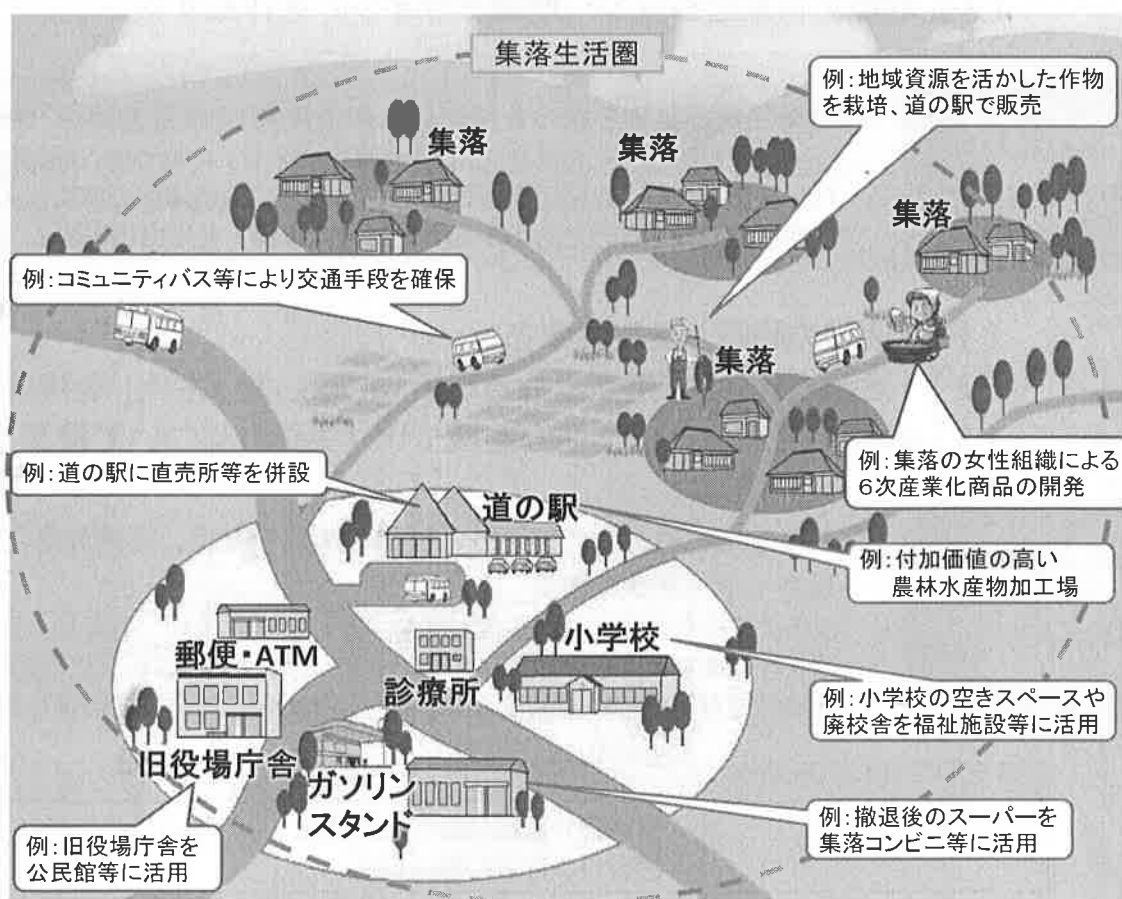 集落生活圏
例:地域資源を活かした作物
を栽培、道の駅で販売
集落
集落
集落
例:コミュニティバス等により交通手段を確保
集落
例:集落の女性組織による
6次産業化商品の開発
例:道の駅に直売所等を併設
道の駅
例:付加価値の高い
農林水産物加工場
小学校
郵便・ATM
診療所
例:小学校の空きスペースや
廃校舎を福祉施設等に活用
旧役場庁舎
ガソリン
スタンド
例:撤退後のスーパーを
集落コンビニ等に活用
例:旧役場庁舎を
公民館等に活用